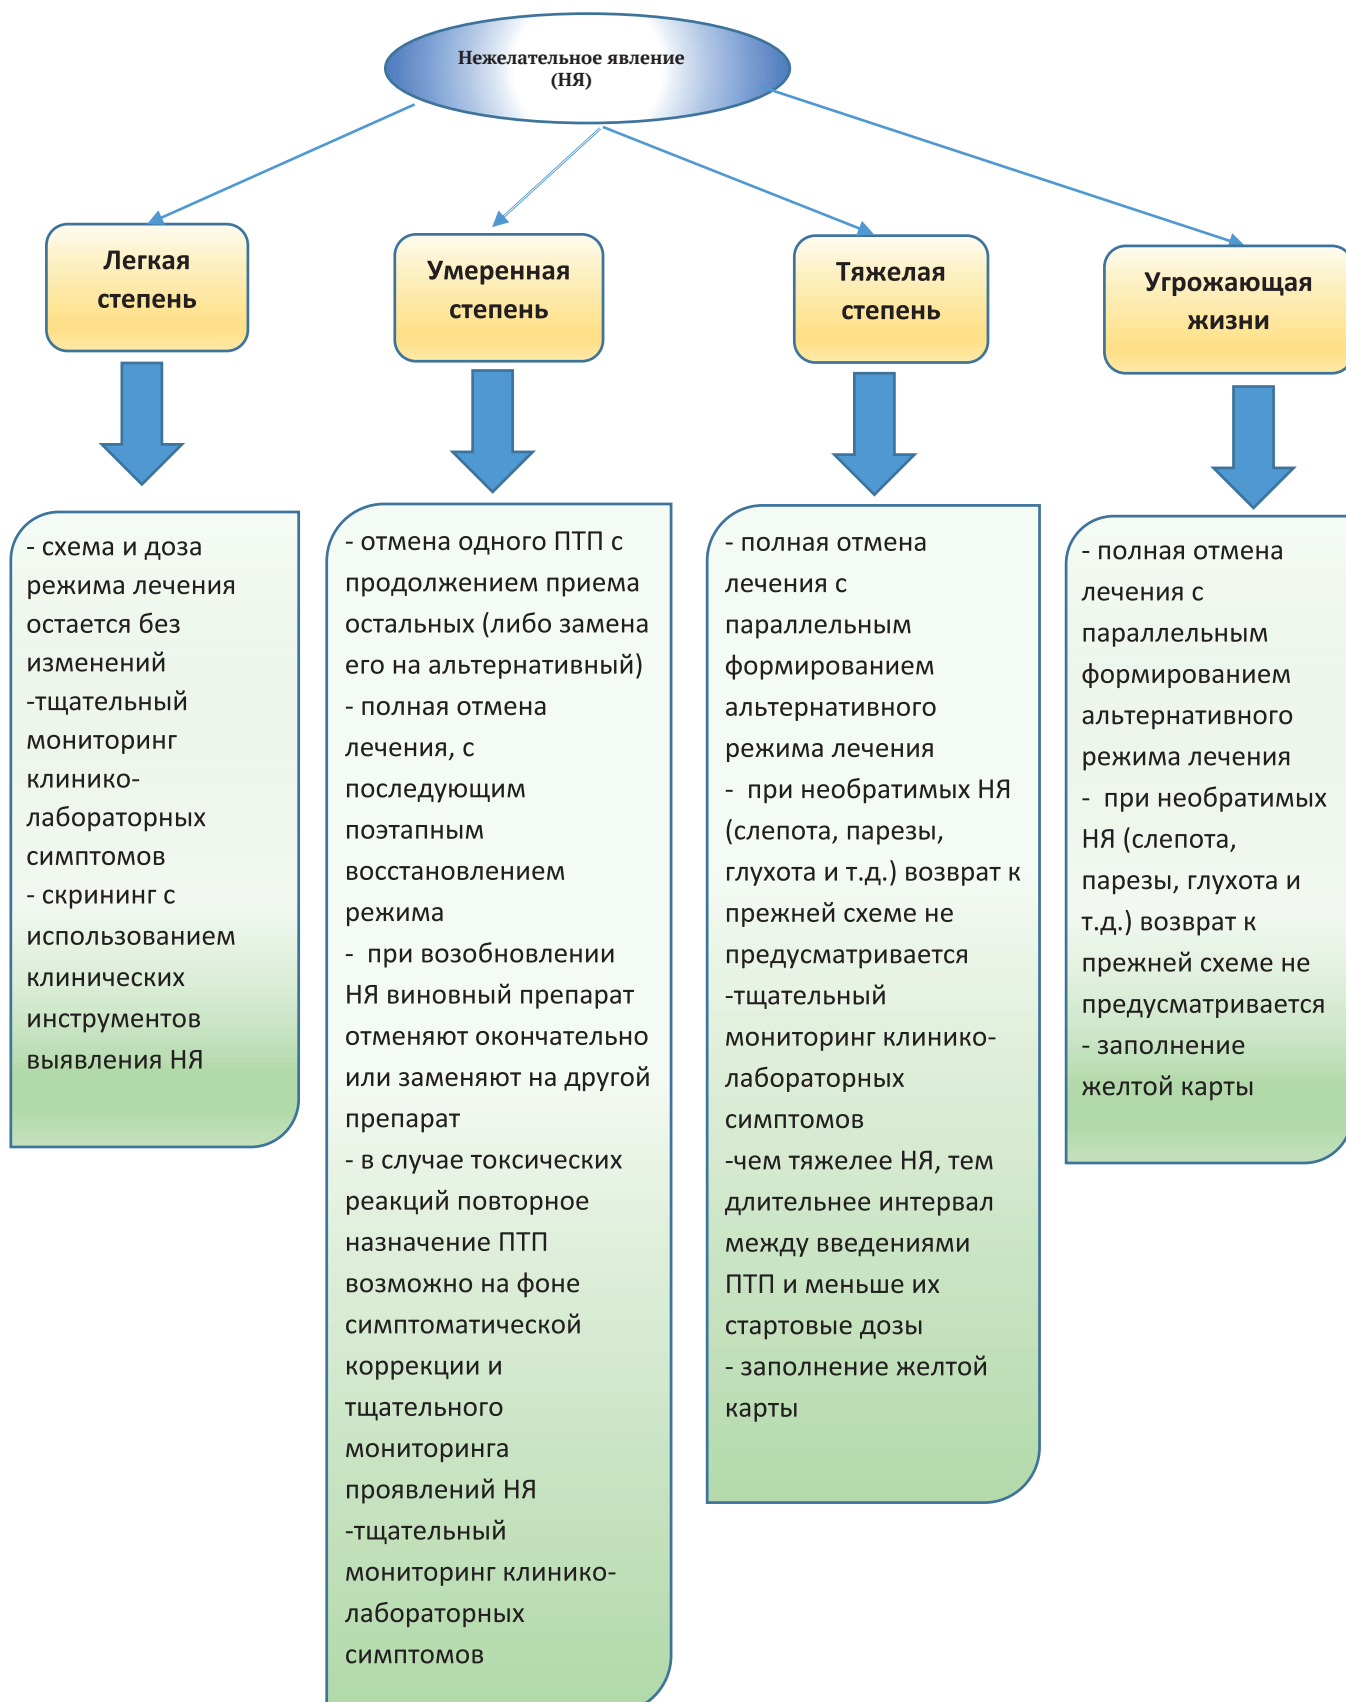 Нежелательное явление
(НЯ)
Легкая
степень
Умеренная
степень
Тяжелая
степень
Угрожающая
жизни
- схема и доза
режима лечения
остается без
изменений
-тщательный
мониторинг
клинико-
лабораторных
симптомов
- скрининг с
использованием
клинических
инструментов
выявления НЯ
- отмена одного ПТП с
продолжением приема
остальных (либо замена
его на альтернативный)
- полная отмена
лечения, с
последующим
поэтапным
восстановлением
режима
- при возобновлении
НЯ виновный препарат
отменяют окончательно
или заменяют на другой
препарат
- в случае токсических
реакций повторное
назначение ПТП
возможно на фоне
симптоматической
коррекции и
тщательного
мониторинга
проявлений НЯ
-тщательный
мониторинг клинико-
лабораторных
симптомов
- полная отмена
лечения с
параллельным
формированием
альтернативного
режима лечения
- при необратимых НЯ
(слепота, парезы,
глухота и т.д.) возврат к
прежней схеме не
предусматривается
-тщательный
мониторинг клинико-
лабораторных
симптомов
-чем тяжелее НЯ, тем
длительнее интервал
между введениями
ПТП и меньше их
стартовые дозы
- заполнение желтой
карты
- полная отмена
лечения с
параллельным
формированием
альтернативного
режима лечения
- при необратимых
НЯ (слепота,
парезы, глухота и
т.д.) возврат к
прежней схеме не
предусматривается
- заполнение
желтой карты